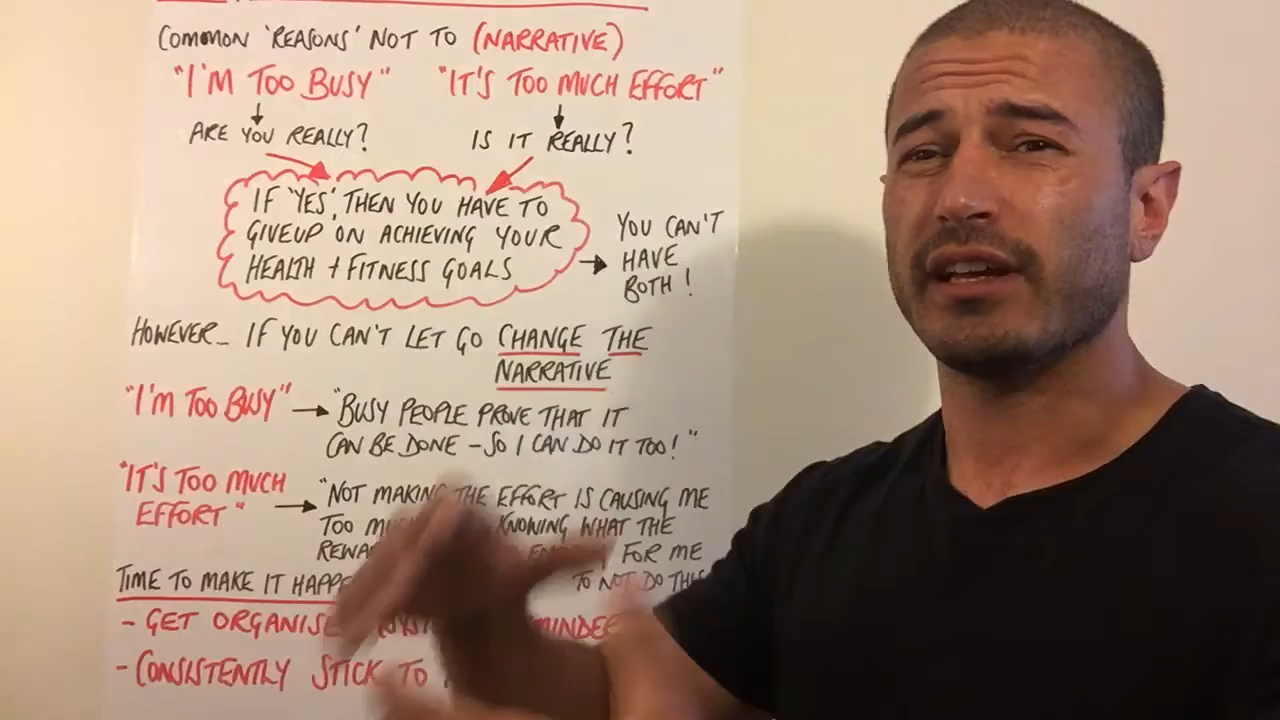 COMMON 'REASONS' NOT TO (NARRATIVE)
"I'M TOO BUSY" "IT'S TOO MUCH EFFORT"
ARE YOU REALLY? IS IT REALLY?
IF 'YES', THEN YOU HAVE TO
GIVEUP ON ACHIEVING YOUR
HEALTH + FITNESS GOALS
YOU CAN'T
HAVE
BOTH!
HOWEVER... IF YOU CAN'T LET GO CHANGE THE
NARRATIVE
"I'M TOO BUSY"
"BUSY PEOPLE PROVE THAT IT
CAN BE DONE - SO I CAN DO IT TOO!"
"IT'S TOO MUCH
EFFORT"
"NOT MAKING THE EFFORT IS CAUSING ME
TOO KNOWING WHAT THE
FOR ME
TO NOT DO
TIME TO MAKE IT
- GET
- CONSISTENTLY STICK TO